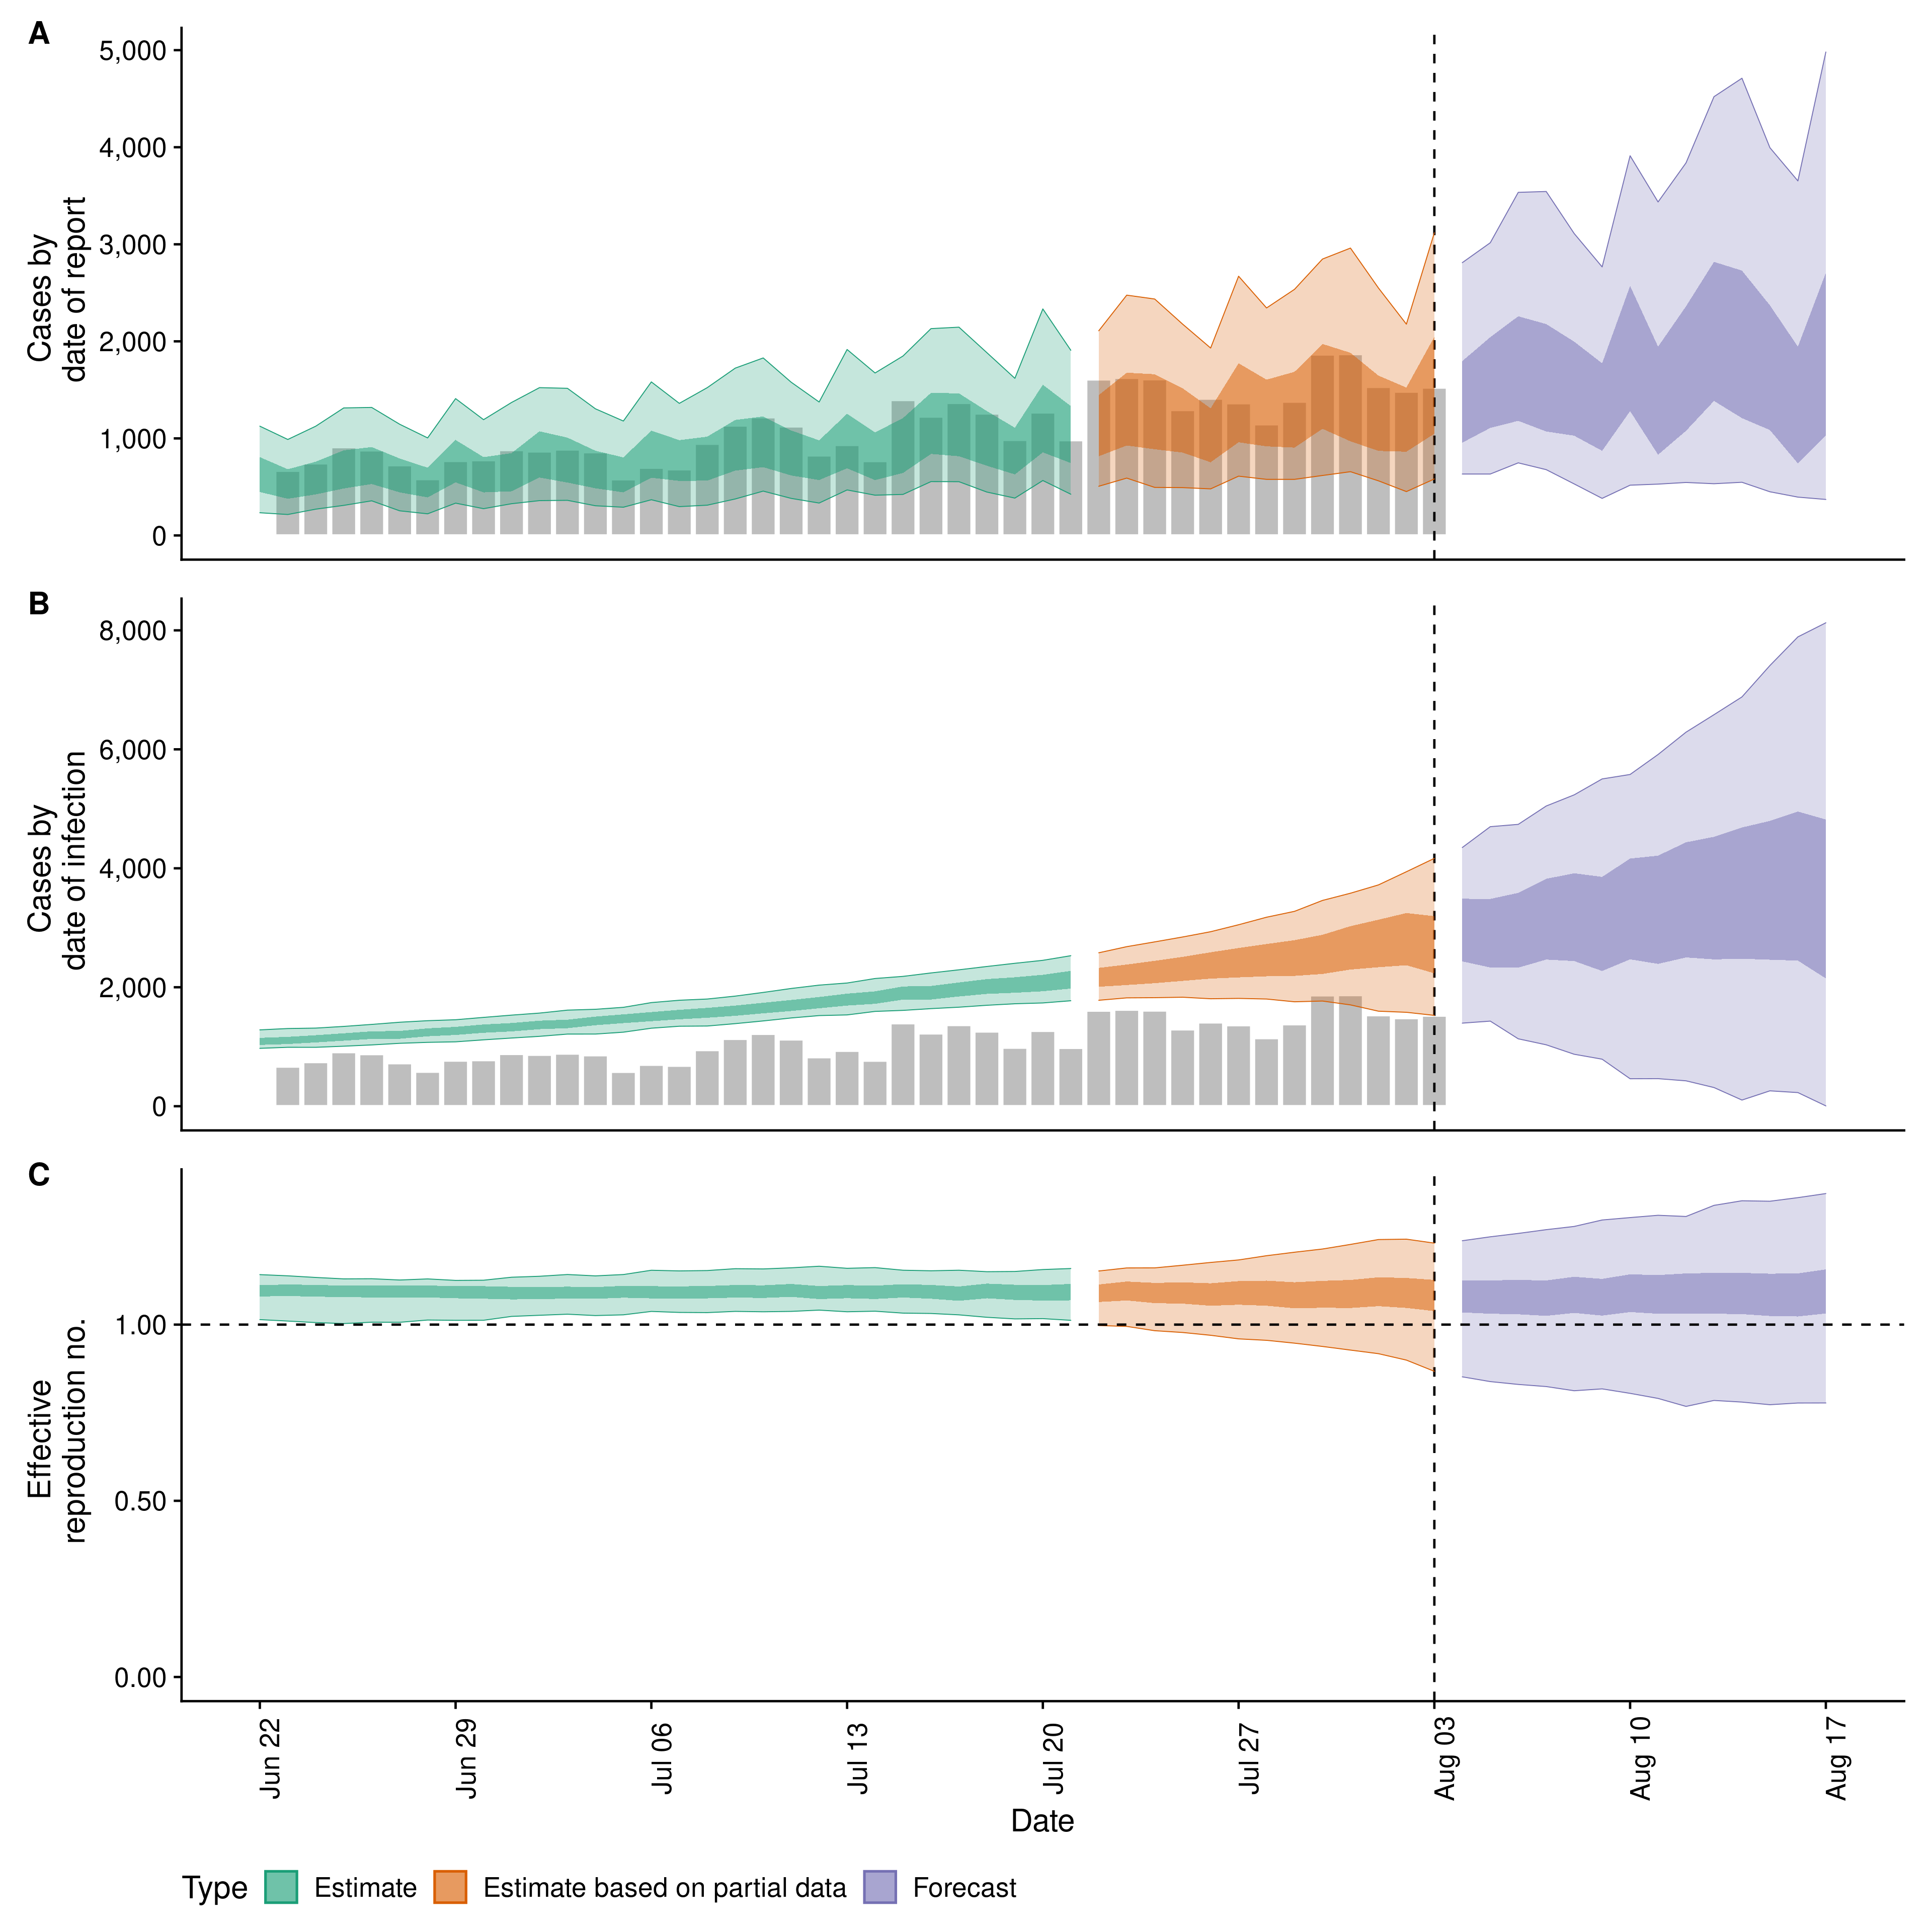 A
5,000
4,000
3,000
2,000
1,000
0
Cases by
date of report
B
8,000
6,000
4,000
2,000
0
Cases by
date of infection
C
1.00
0.50
0.00
Effective
reproduction no.
Jun 22
Jun 29
Jul 06
Jul 13
Jul 20
Jul 27
Aug 03
Aug 10
Aug 17
Date
Type Estimate Estimate based on partial data Forecast